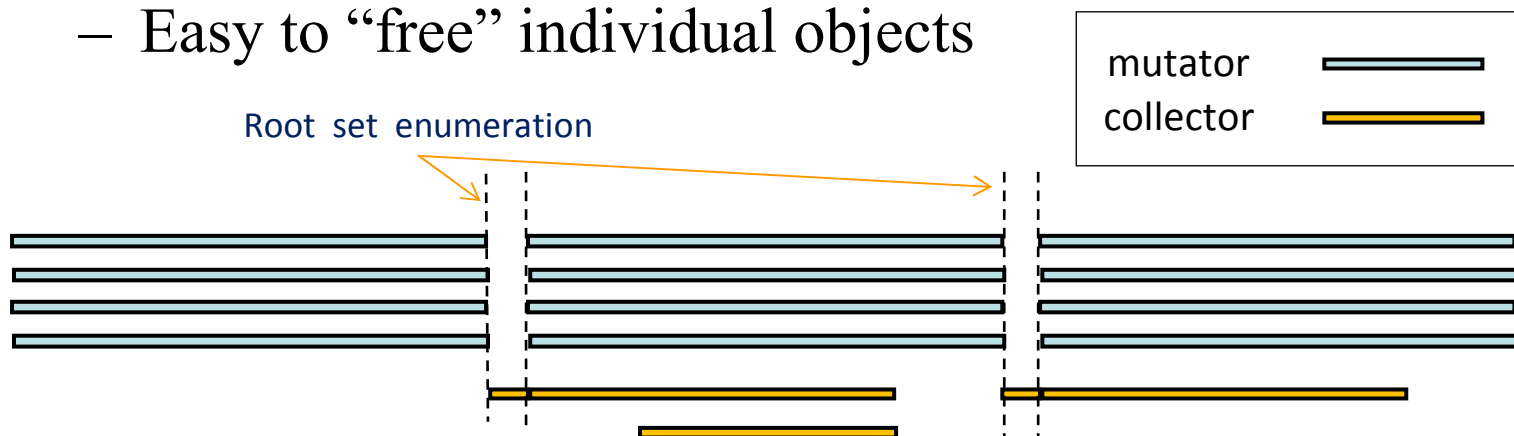 – Easy to “free” individual objects
mutator
collector
Root set enumeration